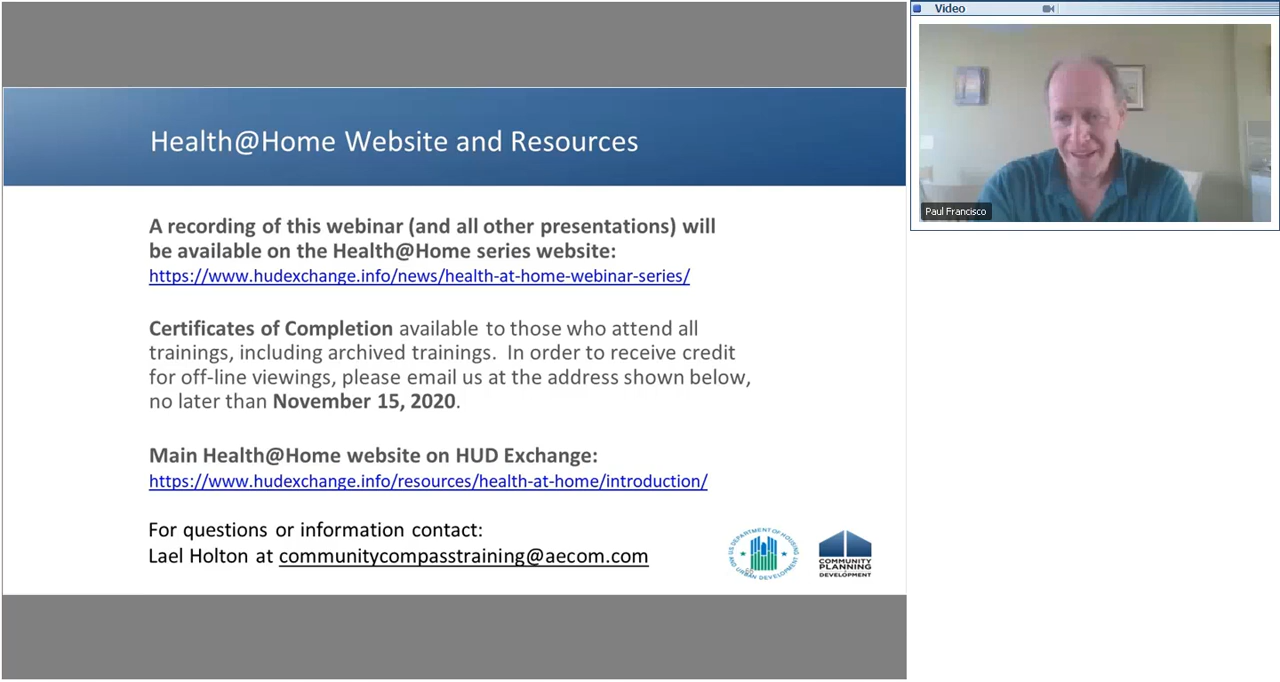 Video
Health@Home Website and Resources
A recording of this webinar (and all other presentations) will
be available on the Health@Home series website:
https://www.hudexchange.info/news/health-at-home-webinar-series/
Certificates of Completion available to those who attend all
trainings, including archived trainings.  In order to receive credit
for off-line viewings, please email us at the address shown below,
no later than November 15, 2020.
Main Health@Home website on HUD Exchange:
https://www.hudexchange.info/resources/health-at-home/introduction/
For questions or information contact:
Lael Holton at communitycompasstraining@aecom.com
U.S. DEPARTMENT OF HOUSING
AND URBAN DEVELOPMENT
COMMUNITY
PLANNING
AND
DEVELOPMENT
Paul Francisco